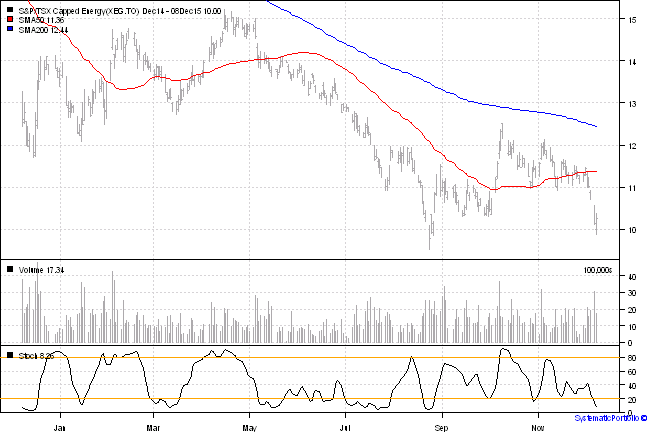 S&P/TSX Capped Energy(XEG.TO) Dec14 - 08Dec15 10.00
SMA50 11.36
SMA200 12.44
15
14
13
12
11
10
Volume 17.34
100,000s
40
30
20
10
0
Stoch 8.26
80
60
40
20
0
Jan
Mar
May
Jul
Sep
Nov
SystematicPortfolio ©